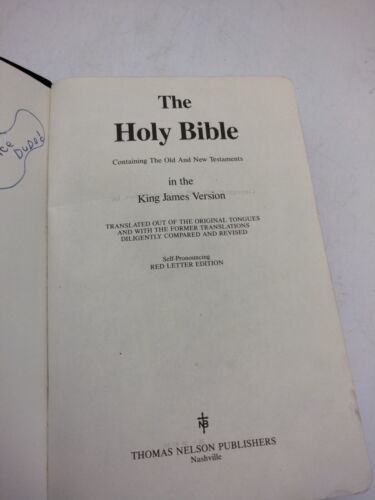 The
Holy Bible
Containing The Old And New Testaments
in the
King James Version
TRANSLATED OUT OF THE ORIGINAL TONGUES
AND WITH THE FORMER TRANSLATIONS
DILIGENTLY COMPARED AND REVISED
Self-Pronouncing
RED LETTER EDITION
NB
THOMAS NELSON PUBLISHERS
Nashville